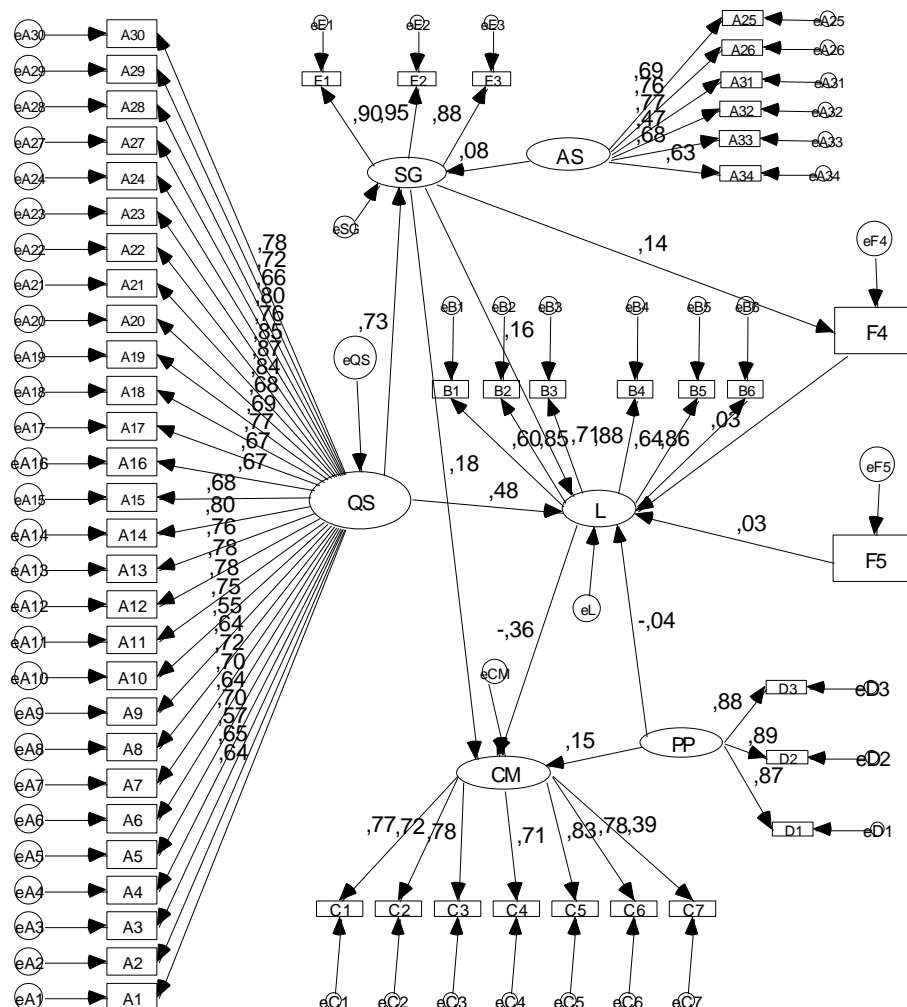 eA30 A30
eA29 A29
eA28 A28
eA27 A27
eA24 A24
eA23 A23
eA22 A22
eA21 A21
eA20 A20
eA19 A19
eA18 A18
eA17 A17
eA16 A16
eA15 A15
eA14 A14
eA13 A13
eA12 A12
eA11 A11
eA10 A10
eA9 A9
eA8 A8
eA7 A7
eA6 A6
eA5 A5
eA4 A4
eA3 A3
eA2 A2
eA1 A1
,78
,72
,66
,80
,76
,85
,87
,84
,68
,69
,77
,67
,67
,68
,80
,76
,78
,78
,75
,55
,64
,72
,70
,64
,70
,57
,65
,64
eQS
QS
,73
,48
eE1 eE2 eE3
E1 E2 E3
,90 ,95 ,88
SG
eSG
,08
AS
,69
,76
,77
,47
,68
,63
A25 eA25
A26 eA26
A31 eA31
A32 eA32
A33 eA33
A34 eA34
,14
,16
,18
eF4
F4
,03
eF5
F5
,03
eB1 eB2 eB3 eB4 eB5 eB6
B1 B2 B3 B4 B5 B6
,60 ,85 ,71 ,88 ,64 ,86
L
eL
-,36
-,04
eCM
CM
,15
PP
,88
,89
,87
D3 eD3
D2 eD2
D1 eD1
,77 ,72 ,78 ,71 ,83 ,78 ,39
C1 C2 C3 C4 C5 C6 C7
eC1 eC2 eC3 eC4 eC5 eC6 eC7